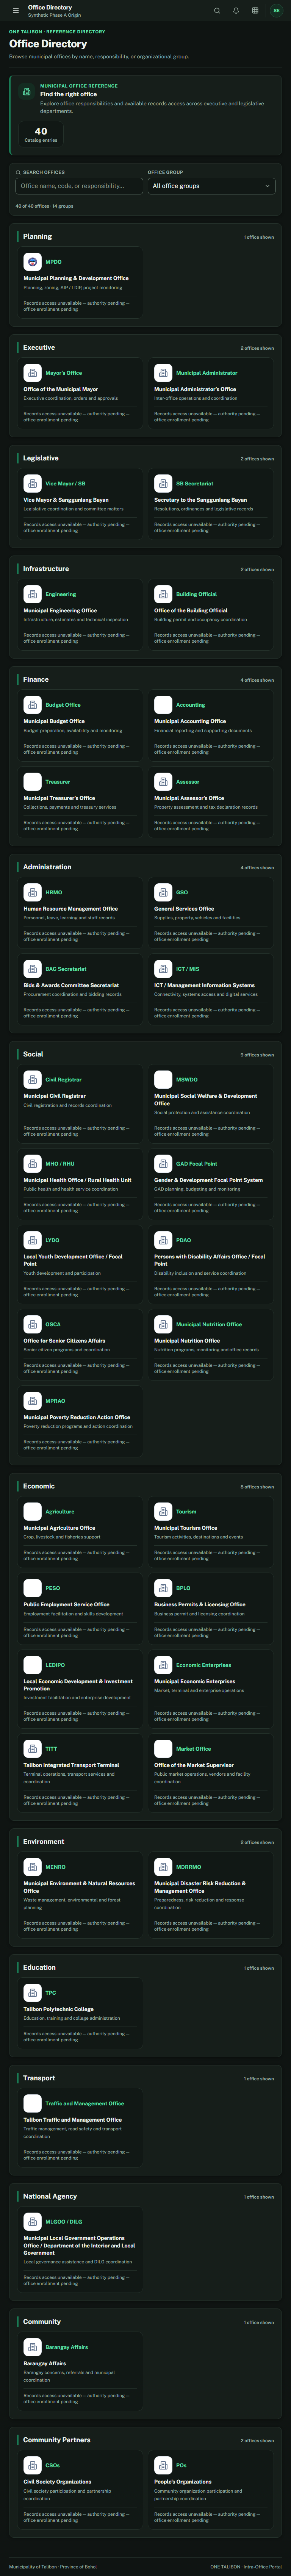 Office Directory
Synthetic Phase A Origin
BE
ONE TALIBON · REFERENCE DIRECTORY
Office Directory
Browse municipal offices by name, responsibility, or organizational group.
MUNICIPAL OFFICE REFERENCE
Find the right office
Explore office responsibilities and available records access across executive and legislative
departments.
40
Catalog entries
SEARCH OFFICES
OFFICE GROUP
Office name, code, or responsibility...
All office groups
40 of 40 offices · 14 groups
Planning
1 office shown
MPDO
Municipal Planning & Development Office
Planning, zoning, AIP / LDIP, project monitoring
Records access unavailable — authority pending —
office enrollment pending
Executive
2 offices shown
Mayor's Office
Office of the Municipal Mayor
Executive coordination, orders and approvals
Records access unavailable — authority pending —
office enrollment pending
Municipal Administrator
Municipal Administrator's Office
Inter-office operations and coordination
Records access unavailable — authority pending —
office enrollment pending
Legislative
2 offices shown
Vice Mayor / SB
Vice Mayor & Sangguniang Bayan
Legislative coordination and committee matters
Records access unavailable — authority pending —
office enrollment pending
SB Secretariat
Secretary to the Sangguniang Bayan
Resolutions, ordinances and legislative records
Records access unavailable — authority pending —
office enrollment pending
Infrastructure
2 offices shown
Engineering
Municipal Engineering Office
Infrastructure, estimates and technical inspection
Records access unavailable — authority pending —
office enrollment pending
Building Official
Office of the Building Official
Building permit and occupancy coordination
Records access unavailable — authority pending —
office enrollment pending
Finance
4 offices shown
Budget Office
Municipal Budget Office
Budget preparation, availability and monitoring
Records access unavailable — authority pending —
office enrollment pending
Accounting
Municipal Accounting Office
Financial reporting and supporting documents
Records access unavailable — authority pending —
office enrollment pending
Treasurer
Municipal Treasurer's Office
Collections, payments and treasury services
Records access unavailable — authority pending —
office enrollment pending
Assessor
Municipal Assessor's Office
Property assessment and tax declaration records
Records access unavailable — authority pending —
office enrollment pending
Administration
4 offices shown
HRMO
Human Resource Management Office
Personnel, leave, learning and staff records
Records access unavailable — authority pending —
office enrollment pending
GSO
General Services Office
Supplies, property, vehicles and facilities
Records access unavailable — authority pending —
office enrollment pending
BAC Secretariat
Bids & Awards Committee Secretariat
Procurement coordination and bidding records
Records access unavailable — authority pending —
office enrollment pending
ICT / MIS
ICT / Management Information Systems
Connectivity, systems access and digital services
Records access unavailable — authority pending —
office enrollment pending
Social
9 offices shown
Civil Registrar
Municipal Civil Registrar
Civil registration and records coordination
Records access unavailable — authority pending —
office enrollment pending
MSWDO
Municipal Social Welfare & Development
Office
Social protection and assistance coordination
Records access unavailable — authority pending —
office enrollment pending
MHO / RHU
Municipal Health Office / Rural Health Unit
Public health and health service coordination
Records access unavailable — authority pending —
office enrollment pending
GAD Focal Point
Gender & Development Focal Point System
GAD planning, budgeting and monitoring
Records access unavailable — authority pending —
office enrollment pending
LYDO
Local Youth Development Office / Focal
Point
Youth development and participation
Records access unavailable — authority pending —
office enrollment pending
PDAO
Persons with Disability Affairs Office / Focal
Point
Disability inclusion and service coordination
Records access unavailable — authority pending —
office enrollment pending
OSCA
Office for Senior Citizens Affairs
Senior citizen programs and coordination
Records access unavailable — authority pending —
office enrollment pending
Municipal Nutrition Office
Municipal Nutrition Office
Nutrition programs, monitoring and office records
Records access unavailable — authority pending —
office enrollment pending
MPRAO
Municipal Poverty Reduction Action Office
Poverty reduction programs and action coordination
Records access unavailable — authority pending —
office enrollment pending
Economic
8 offices shown
Agriculture
Municipal Agriculture Office
Crop, livestock and fisheries support
Records access unavailable — authority pending —
office enrollment pending
Tourism
Municipal Tourism Office
Tourism activities, destinations and events
Records access unavailable — authority pending —
office enrollment pending
PESO
Public Employment Service Office
Employment facilitation and skills development
Records access unavailable — authority pending —
office enrollment pending
BPLO
Business Permits & Licensing Office
Business permit and licensing coordination
Records access unavailable — authority pending —
office enrollment pending
LEDIPO
Local Economic Development & Investment
Promotion
Investment facilitation and enterprise development
Records access unavailable — authority pending —
office enrollment pending
Economic Enterprises
Municipal Economic Enterprises
Market, terminal and enterprise operations
Records access unavailable — authority pending —
office enrollment pending
TITT
Talibon Integrated Transport Terminal
Terminal operations, transport services and
coordination
Records access unavailable — authority pending —
office enrollment pending
Market Office
Office of the Market Supervisor
Public market operations, vendors and facility
coordination
Records access unavailable — authority pending —
office enrollment pending
Environment
2 offices shown
MENRO
Municipal Environment & Natural Resources
Office
Waste management, environmental and forest
planning
Records access unavailable — authority pending —
office enrollment pending
MDRRMO
Municipal Disaster Risk Reduction &
Management Office
Preparedness, risk reduction and response
coordination
Records access unavailable — authority pending —
office enrollment pending
Education
1 office shown
TPC
Talibon Polytechnic College
Education, training and college administration
Records access unavailable — authority pending —
office enrollment pending
Transport
1 office shown
Traffic and Management Office
Talibon Traffic and Management Office
Traffic management, road safety and transport
coordination
Records access unavailable — authority pending —
office enrollment pending
National Agency
1 office shown
MLGOO / DILG
Municipal Local Government Operations
Office / Department of the Interior and Local
Government
Local governance assistance and DILG coordination
Records access unavailable — authority pending —
office enrollment pending
Community
1 office shown
Barangay Affairs
Barangay Affairs
Barangay concerns, referrals and municipal
coordination
Records access unavailable — authority pending —
office enrollment pending
Community Partners
2 offices shown
CSOs
Civil Society Organizations
Civil society participation and partnership
coordination
Records access unavailable — authority pending —
office enrollment pending
POs
People's Organizations
Community organization participation and
partnership coordination
Records access unavailable — authority pending —
office enrollment pending
Municipality of Talibon · Province of Bohol
ONE TALIBON · Intra-Office Portal